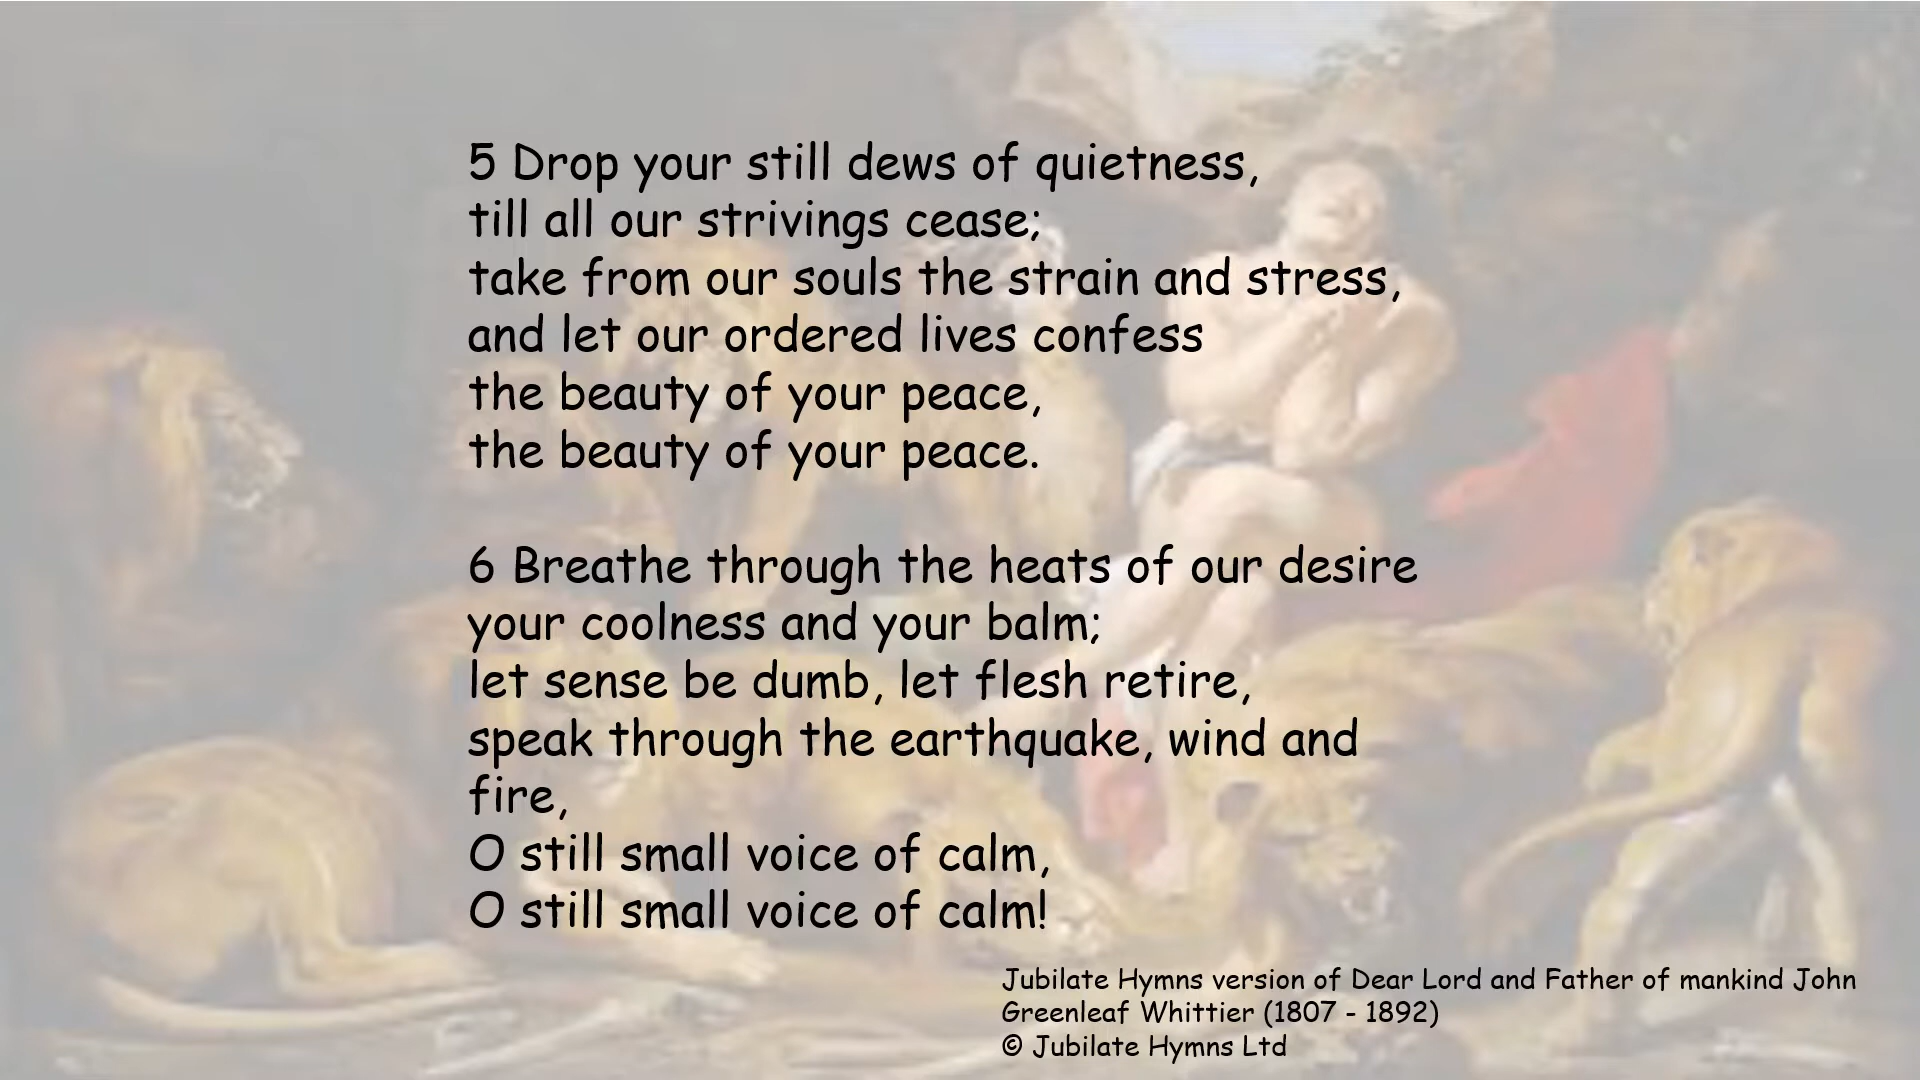 5 Drop your still dews of quietness,
till all our strivings cease;
take from our souls the strain and stress,
and let our ordered lives confess
the beauty of your peace,
the beauty of your peace.
6 Breathe through the heats of our desire
your coolness and your balm;
let sense be dumb, let flesh retire,
speak through the earthquake, wind and
fire,
O still small voice of calm,
O still small voice of calm!
Jubilate Hymns version of Dear Lord and Father of mankind John
Greenleaf Whittier (1807 - 1892)
© Jubilate Hymns Ltd